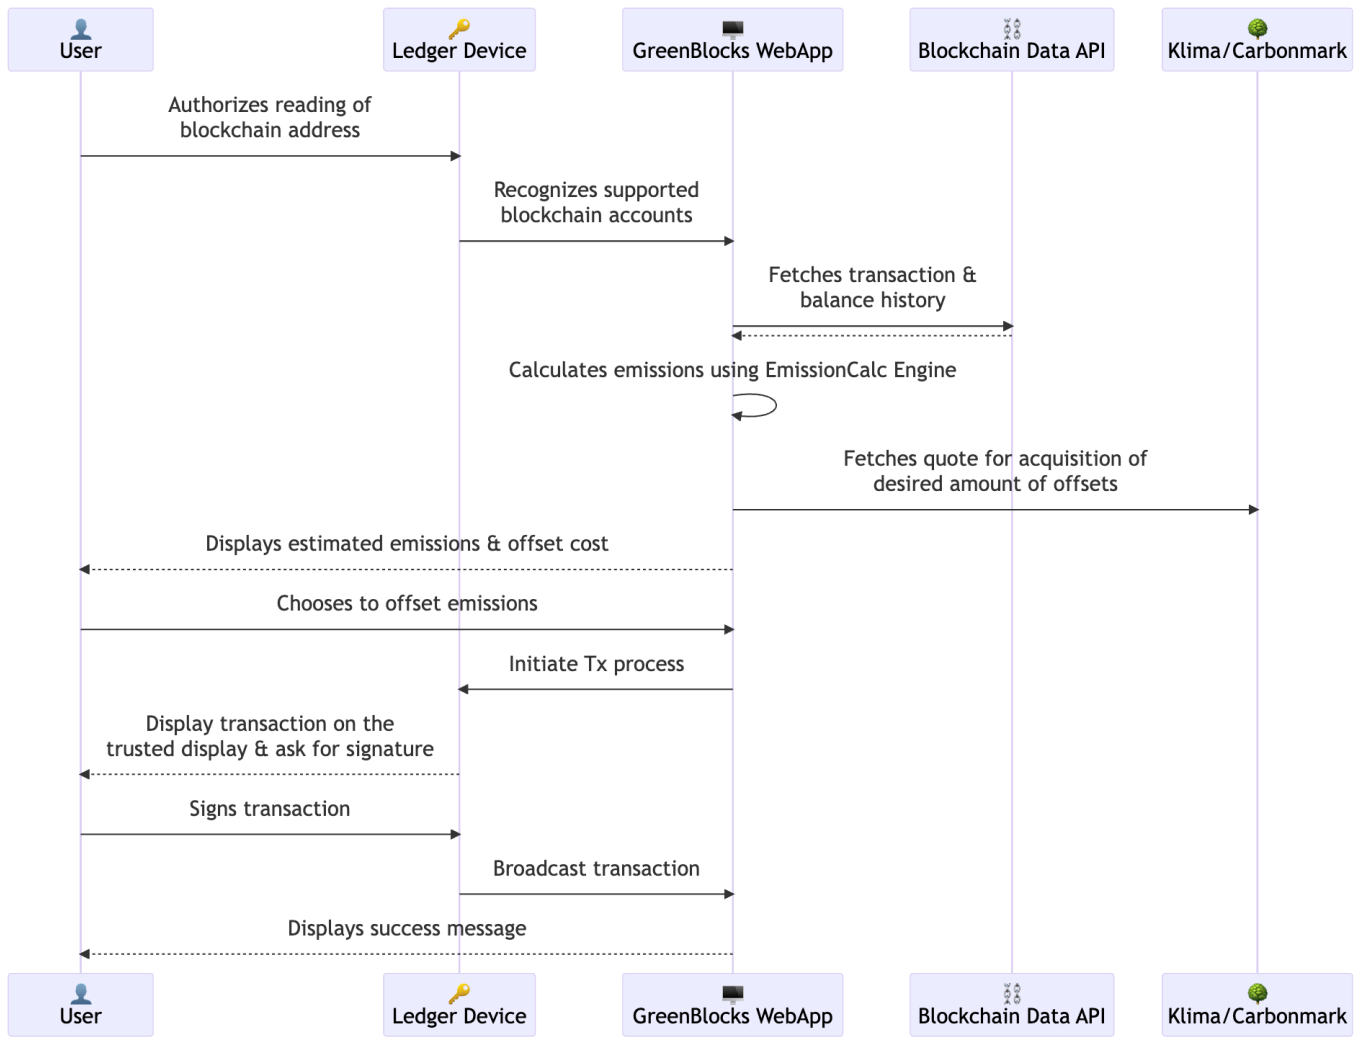 User
Ledger Device
GreenBlocks WebApp
Blockchain Data API
Klima/Carbonmark
Authorizes reading of
blockchain address
Recognizes supported
blockchain accounts
Fetches transaction &
balance history
Calculates emissions using EmissionCalc Engine
Fetches quote for acquisition of
desired amount of offsets
Displays estimated emissions & offset cost
Chooses to offset emissions
Initiate Tx process
Display transaction on the
trusted display & ask for signature
Signs transaction
Broadcast transaction
Displays success message
User
Ledger Device
GreenBlocks WebApp
Blockchain Data API
Klima/Carbonmark